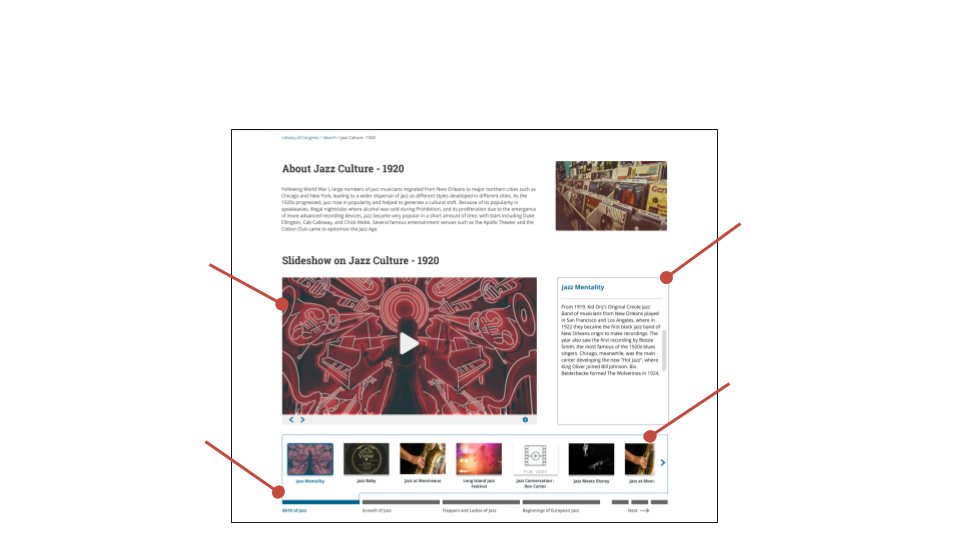 Library of Congress > Search > Jazz Culture - 1920
About Jazz Culture - 1920
Following World War I, large numbers of jazz musicians migrated from New Orleans to major northern cities such as
Chicago and New York, leading to a wider dispersal of jazz as different styles developed in different cities. As the
1920s progressed, jazz rose in popularity and helped to generate a cultural shift. Because of its popularity in
speakeasies, illegal nightclubs where alcohol was sold during Prohibition, and its proliferation due to the emergence
of more advanced recording devices, jazz became very popular in a short amount of time, with stars including Duke
Ellington, Cab Calloway, and Chick Webb. Several famous entertainment venues such as the Apollo Theater and the
Cotton Club came to epitomize the Jazz Age.
Slideshow on Jazz Culture - 1920
Jazz Mentality
From 1919, Kid Ory's Original Creole Jazz
Band of musicians from New Orleans played
in San Francisco and Los Angeles, where in
1922 they became the first black jazz band of
New Orleans origin to make recordings. The
year also saw the first recording by Bessie
Smith, the most famous of the 1920s blues
singers. Chicago, meanwhile, was the main
center developing the new "Hot Jazz", where
King Oliver joined Bill Johnson. Bix
Beiderbecke formed The Wolverines in 1924.
Jazz Mentality
Jazz Baby
Jazz at Montreaux
Long Island Jazz
Festival
PLAY VIDEO
Jazz Conversation :
Ron Carter
Jazz Meets Disney
Jazz at Mont
Birth of Jazz
Growth of Jazz
Flappers and Ladies of Jazz
Beginnings of European Jazz
Next